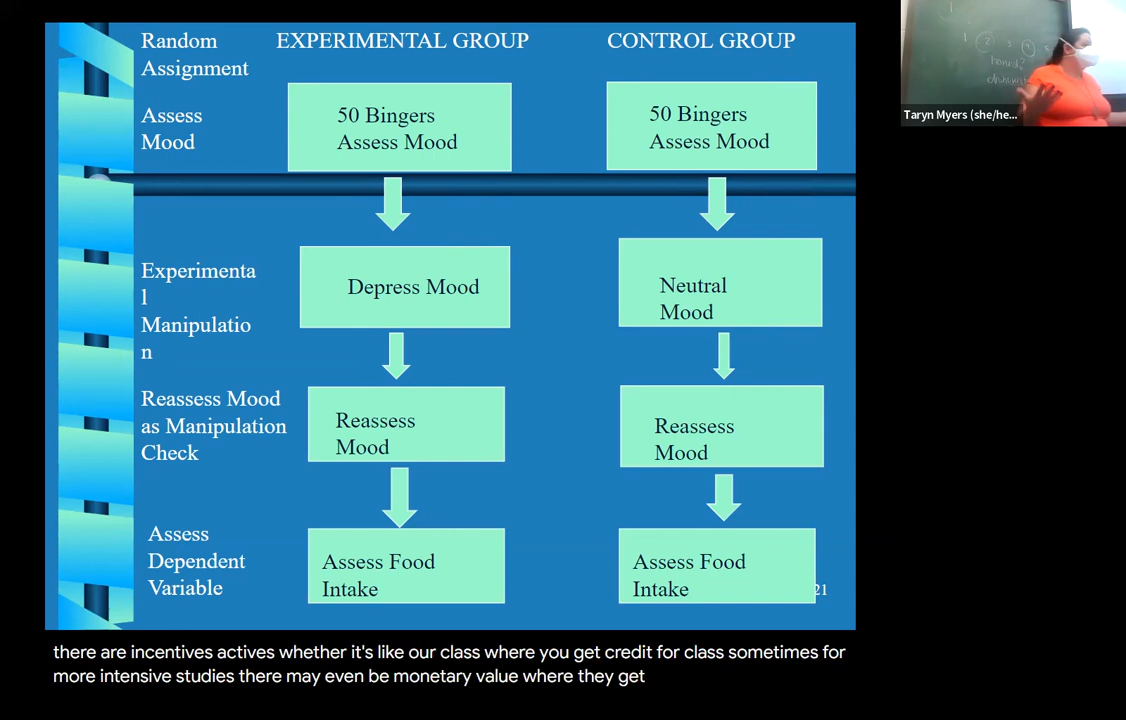 Random
Assignment
EXPERIMENTAL GROUP
CONTROL GROUP
Assess
Mood
50 Bingers
Assess Mood
50 Bingers
Assess Mood
Experimenta
l
Manipulatio
n
Depress Mood
Neutral
Mood
Reassess Mood
as Manipulation
Check
Reassess
Mood
Reassess
Mood
Assess
Dependent
Variable
Assess Food
Intake
Assess Food
Intake
21
Taryn Myers (she/he...
there are incentives actives whether it's like our class where you get credit for class sometimes for
more intensive studies there may even be monetary value where they get